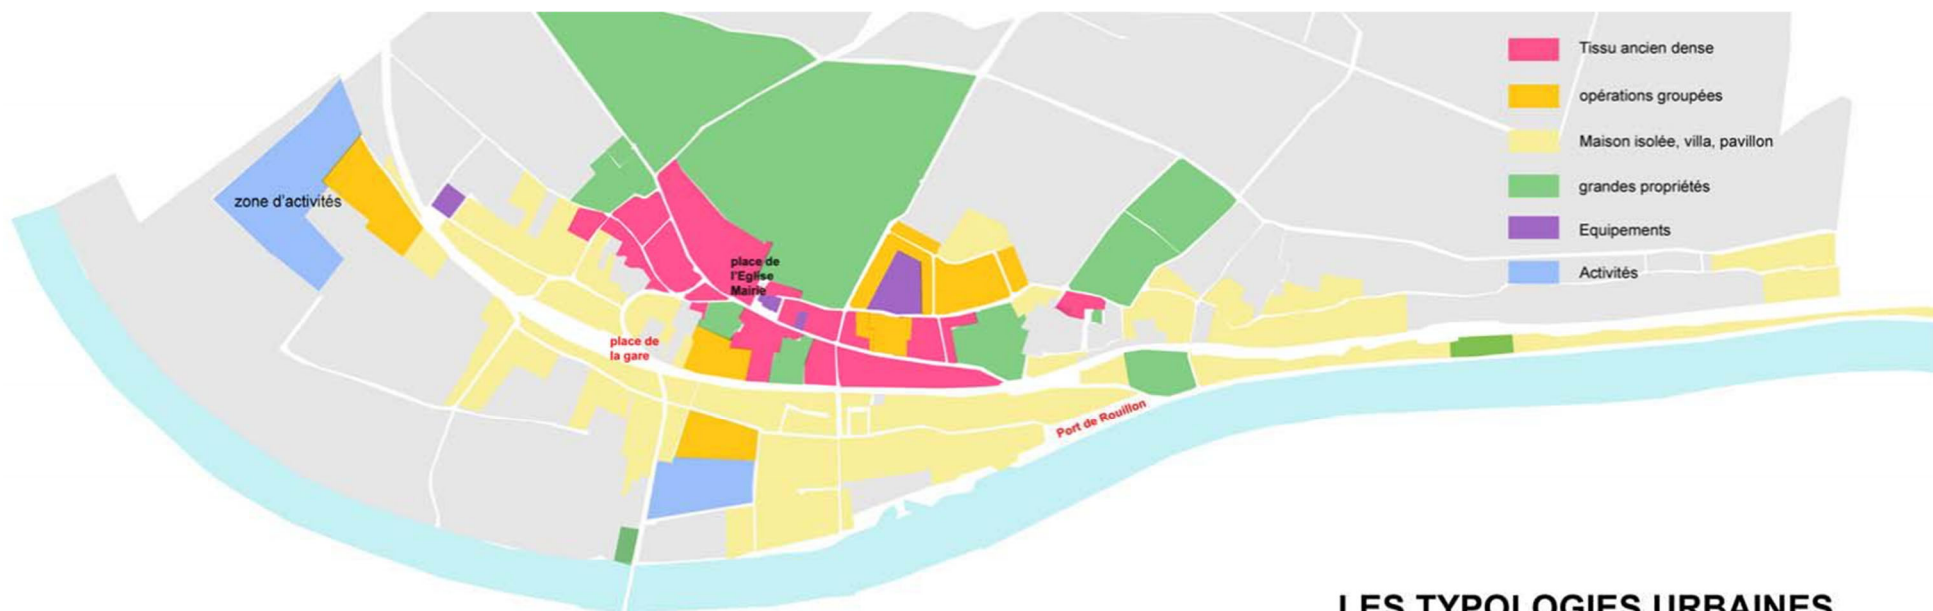 Tissu ancien dense
opérations groupées
Maison isolée, villa, pavillon
grandes propriétés
Equipements
Activités
zone d'activités
place de
l'Eglise
Mairie
place de
la gare
Port de Rouillon
LES TYPOLOGIES URBAINES